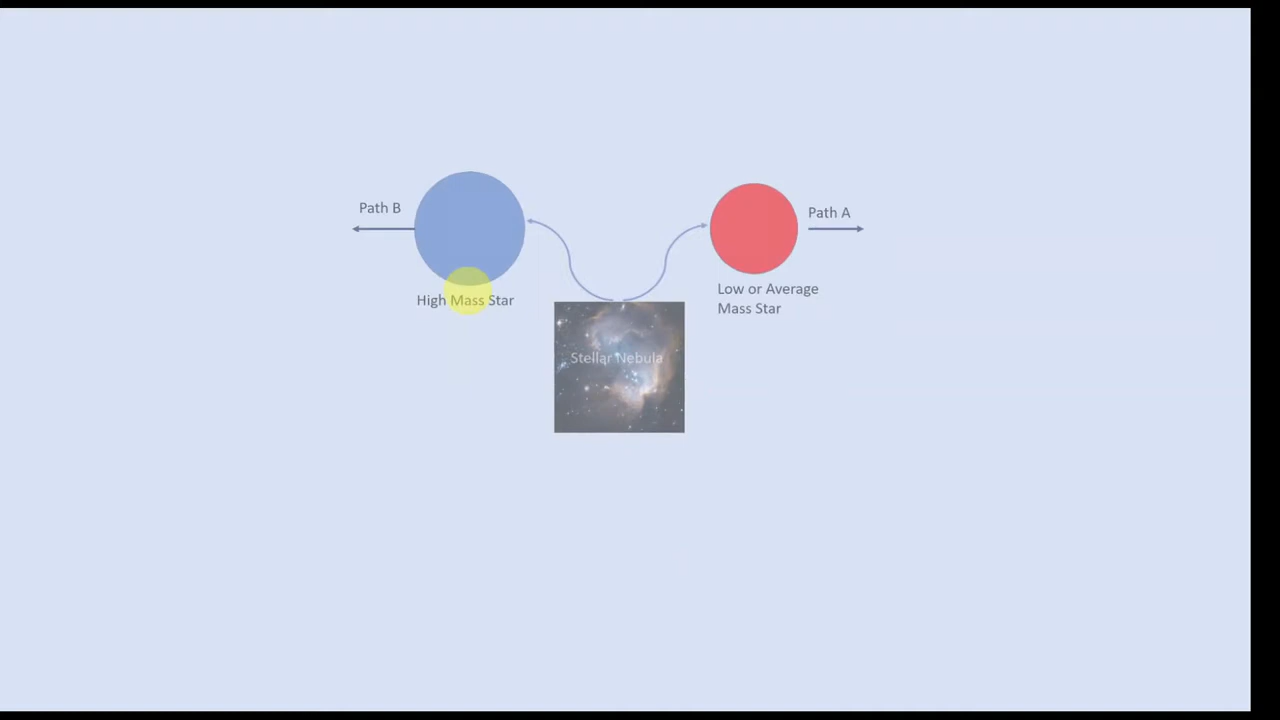 Path B
Path A
High Mass Star
Low or Average
Mass Star
Stellar Nebula